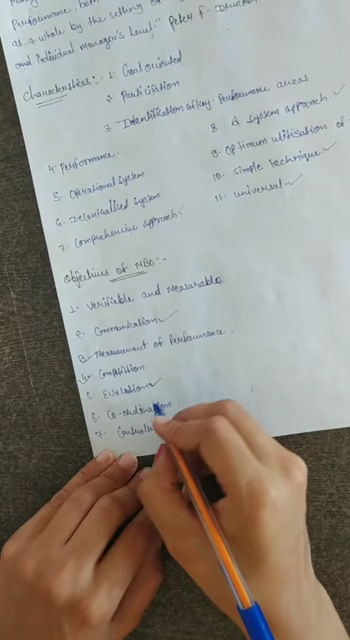 Performance, both
as a whole by the setting of
and individual manager's level." Peter F. Drucker
Characteristics:- 1. Goal oriented
2. Participation
3. Identification of key Performance areas
4. Performance.
5. Operational System
6. Decentralised System
7. Comprehensive approach
8. A System approach.
9. Optimum utilisation of
10. Simple technique
11. universal
Objectives of MBO:-
1. Verifiable and Measurable
2. Communication
3. Measurement of Performance.
4. Competition.
5. Evaluation
6. Co-ordination
7.